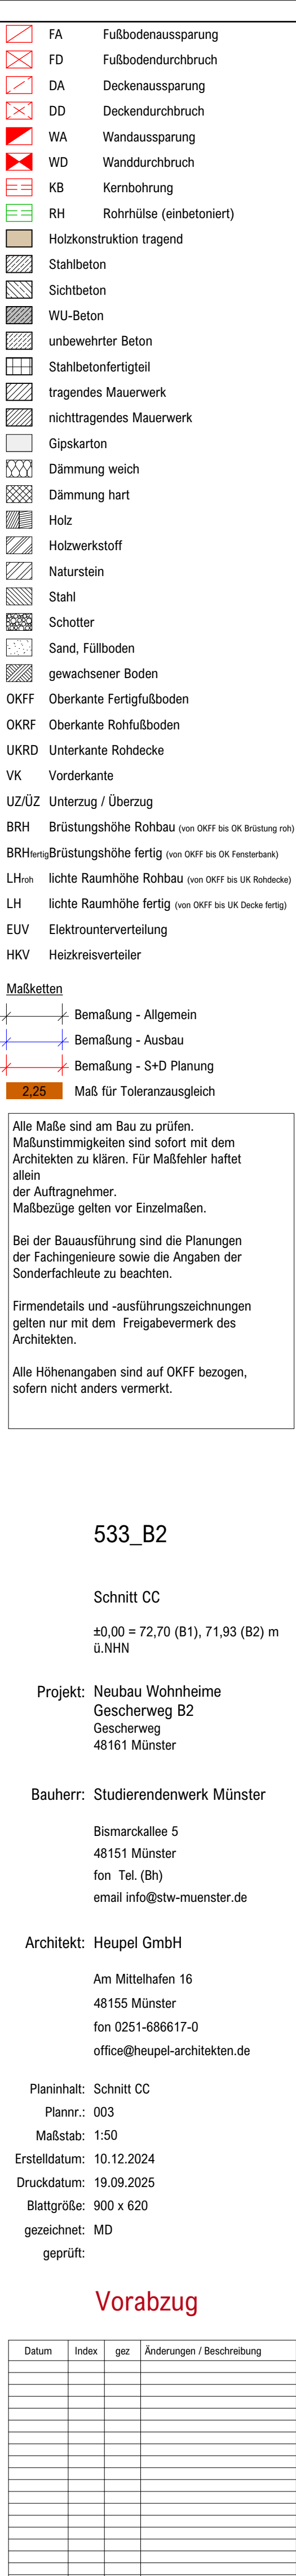 FA Fußbodenaussparung
FD Fußbodendurchbruch
DA Deckenaussparung
DD Deckendurchbruch
WA Wandaussparung
WD Wanddurchbruch
KB Kernbohrung
RH Rohrhülse (einbetoniert)
Holzkonstruktion tragend
Stahlbeton
Sichtbeton
WU-Beton
unbewehrter Beton
Stahlbetonfertigteil
tragendes Mauerwerk
nichttragendes Mauerwerk
Gipskarton
Dämmung weich
Dämmung hart
Holz
Holzwerkstoff
Naturstein
Stahl
Schotter
Sand, Füllboden
gewachsener Boden
OKFF Oberkante Fertigfußboden
OKRF Oberkante Rohfußboden
UKRD Unterkante Rohdecke
VK Vorderkante
UZ/ÜZ Unterzug / Überzug
BRH Brüstungshöhe Rohbau (von OKFF bis OK Brüstung roh)
BRHfertig Brüstungshöhe fertig (von OKFF bis OK Fensterbank)
LHroh lichte Raumhöhe Rohbau (von OKFF bis UK Rohdecke)
LH lichte Raumhöhe fertig (von OKFF bis UK Decke fertig)
EUV Elektrounterverteilung
HKV Heizkreisverteiler
Maßketten
Bemaßung - Allgemein
Bemaßung - Ausbau
Bemaßung - S+D Planung
2,25 Maß für Toleranzausgleich
Alle Maße sind am Bau zu prüfen.
Maßunstimmigkeiten sind sofort mit dem
Architekten zu klären. Für Maßfehler haftet
allein
der Auftragnehmer.
Maßbezüge gelten vor Einzelmaßen.
Bei der Bauausführung sind die Planungen
der Fachingenieure sowie die Angaben der
Sonderfachleute zu beachten.
Firmendetails und -ausführungszeichnungen
gelten nur mit dem Freigabevermerk des
Architekten.
Alle Höhenangaben sind auf OKFF bezogen,
sofern nicht anders vermerkt.
533_B2
Schnitt CC
±0,00 = 72,70 (B1), 71,93 (B2) m
ü.NHN
Projekt: Neubau Wohnheime
Gescherweg B2
Gescherweg
48161 Münster
Bauherr: Studierendenwerk Münster
Bismarckallee 5
48151 Münster
fon Tel. (Bh)
email info@stw-muenster.de
Architekt: Heupel GmbH
Am Mittelhafen 16
48155 Münster
fon 0251-686617-0
office@heupel-architekten.de
Planinhalt: Schnitt CC
Plannr.: 003
Maßstab: 1:50
Erstelldatum: 10.12.2024
Druckdatum: 19.09.2025
Blattgröße: 900 x 620
gezeichnet: MD
geprüft:
Vorabzug
Datum Index gez Änderungen / Beschreibung